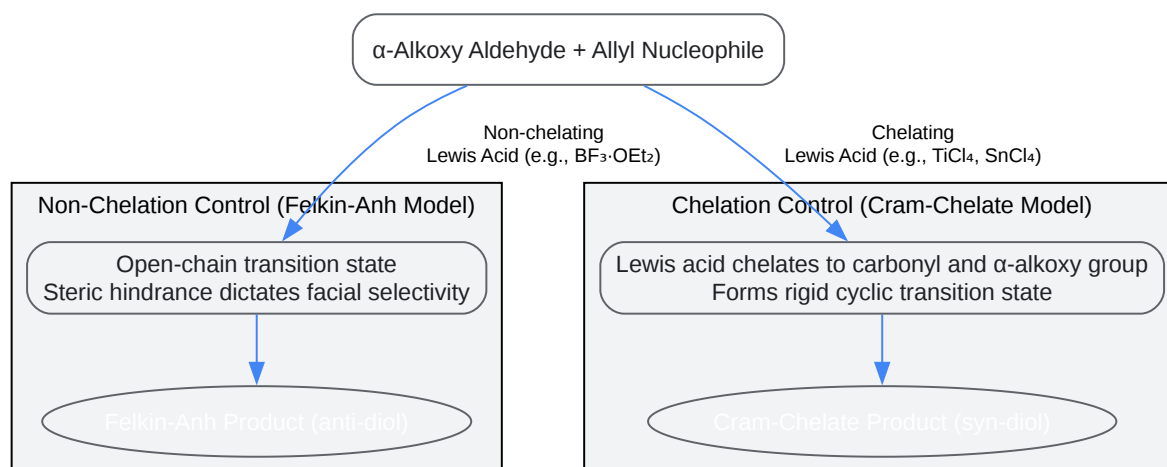 α-Alkoxy Aldehyde + Allyl Nucleophile
Non-chelating
Lewis Acid (e.g., BF₃·OEt₂)
Chelating
Lewis Acid (e.g., TiCl₄, SnCl₄)
Non-Chelation Control (Felkin-Anh Model)
Open-chain transition state
Steric hindrance dictates facial selectivity
Felkin-Anh Product (anti-diol)
Chelation Control (Cram-Chelate Model)
Lewis acid chelates to carbonyl and α-alkoxy group
Forms rigid cyclic transition state
Cram-Chelate Product (syn-diol)